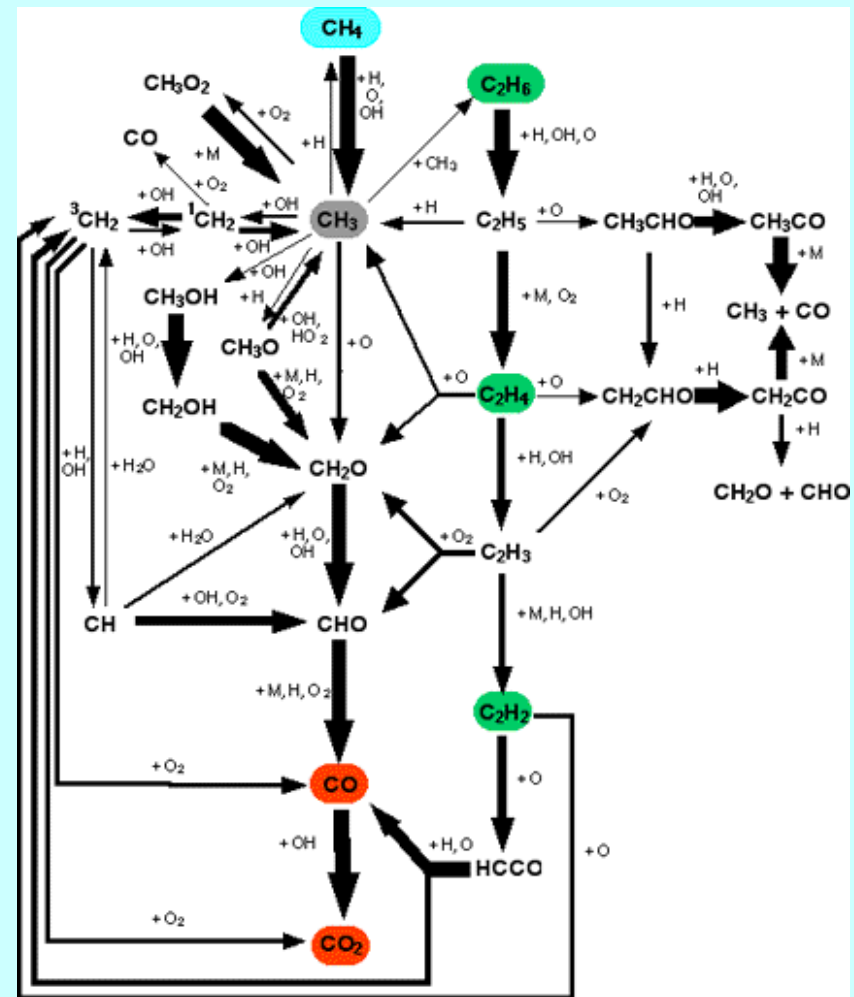 CH₄
CH₃O₂
+ O₂
+ H,
O,
OH
C₂H₆
CO
+ M
+ H
+ CH₃
+ H, OH, O
+ O₂
+ H, O,
OH
³CH₂
+ OH
+ OH
¹CH₂
+ OH
+ OH
CH₃
+ H
C₂H₅
+ O
CH₃CHO
CH₃CO
+ M
CH₃OH
+ OH
+ H
+ OH,
HO₂
+ M, O₂
+ H
CH₃ + CO
+ H, O,
OH
CH₃O
+ O
+ M
+ M, H,
O₂
+ O
C₂H₄
+ O
CH₂CHO
+ H
CH₂CO
CH₂OH
+ H
+ H,
OH
+ H₂O
+ M, H,
O₂
CH₂O
+ H, OH
CH₂O + CHO
+ O₂
+ H₂O
+ H, O,
OH
+ O₂
C₂H₃
CH
+ OH, O₂
CHO
+ M, H, OH
+ M, H, O₂
C₂H₂
+ O₂
CO
+ O
+ OH
+ H, O
HCCO
+ O
+ O₂
CO₂